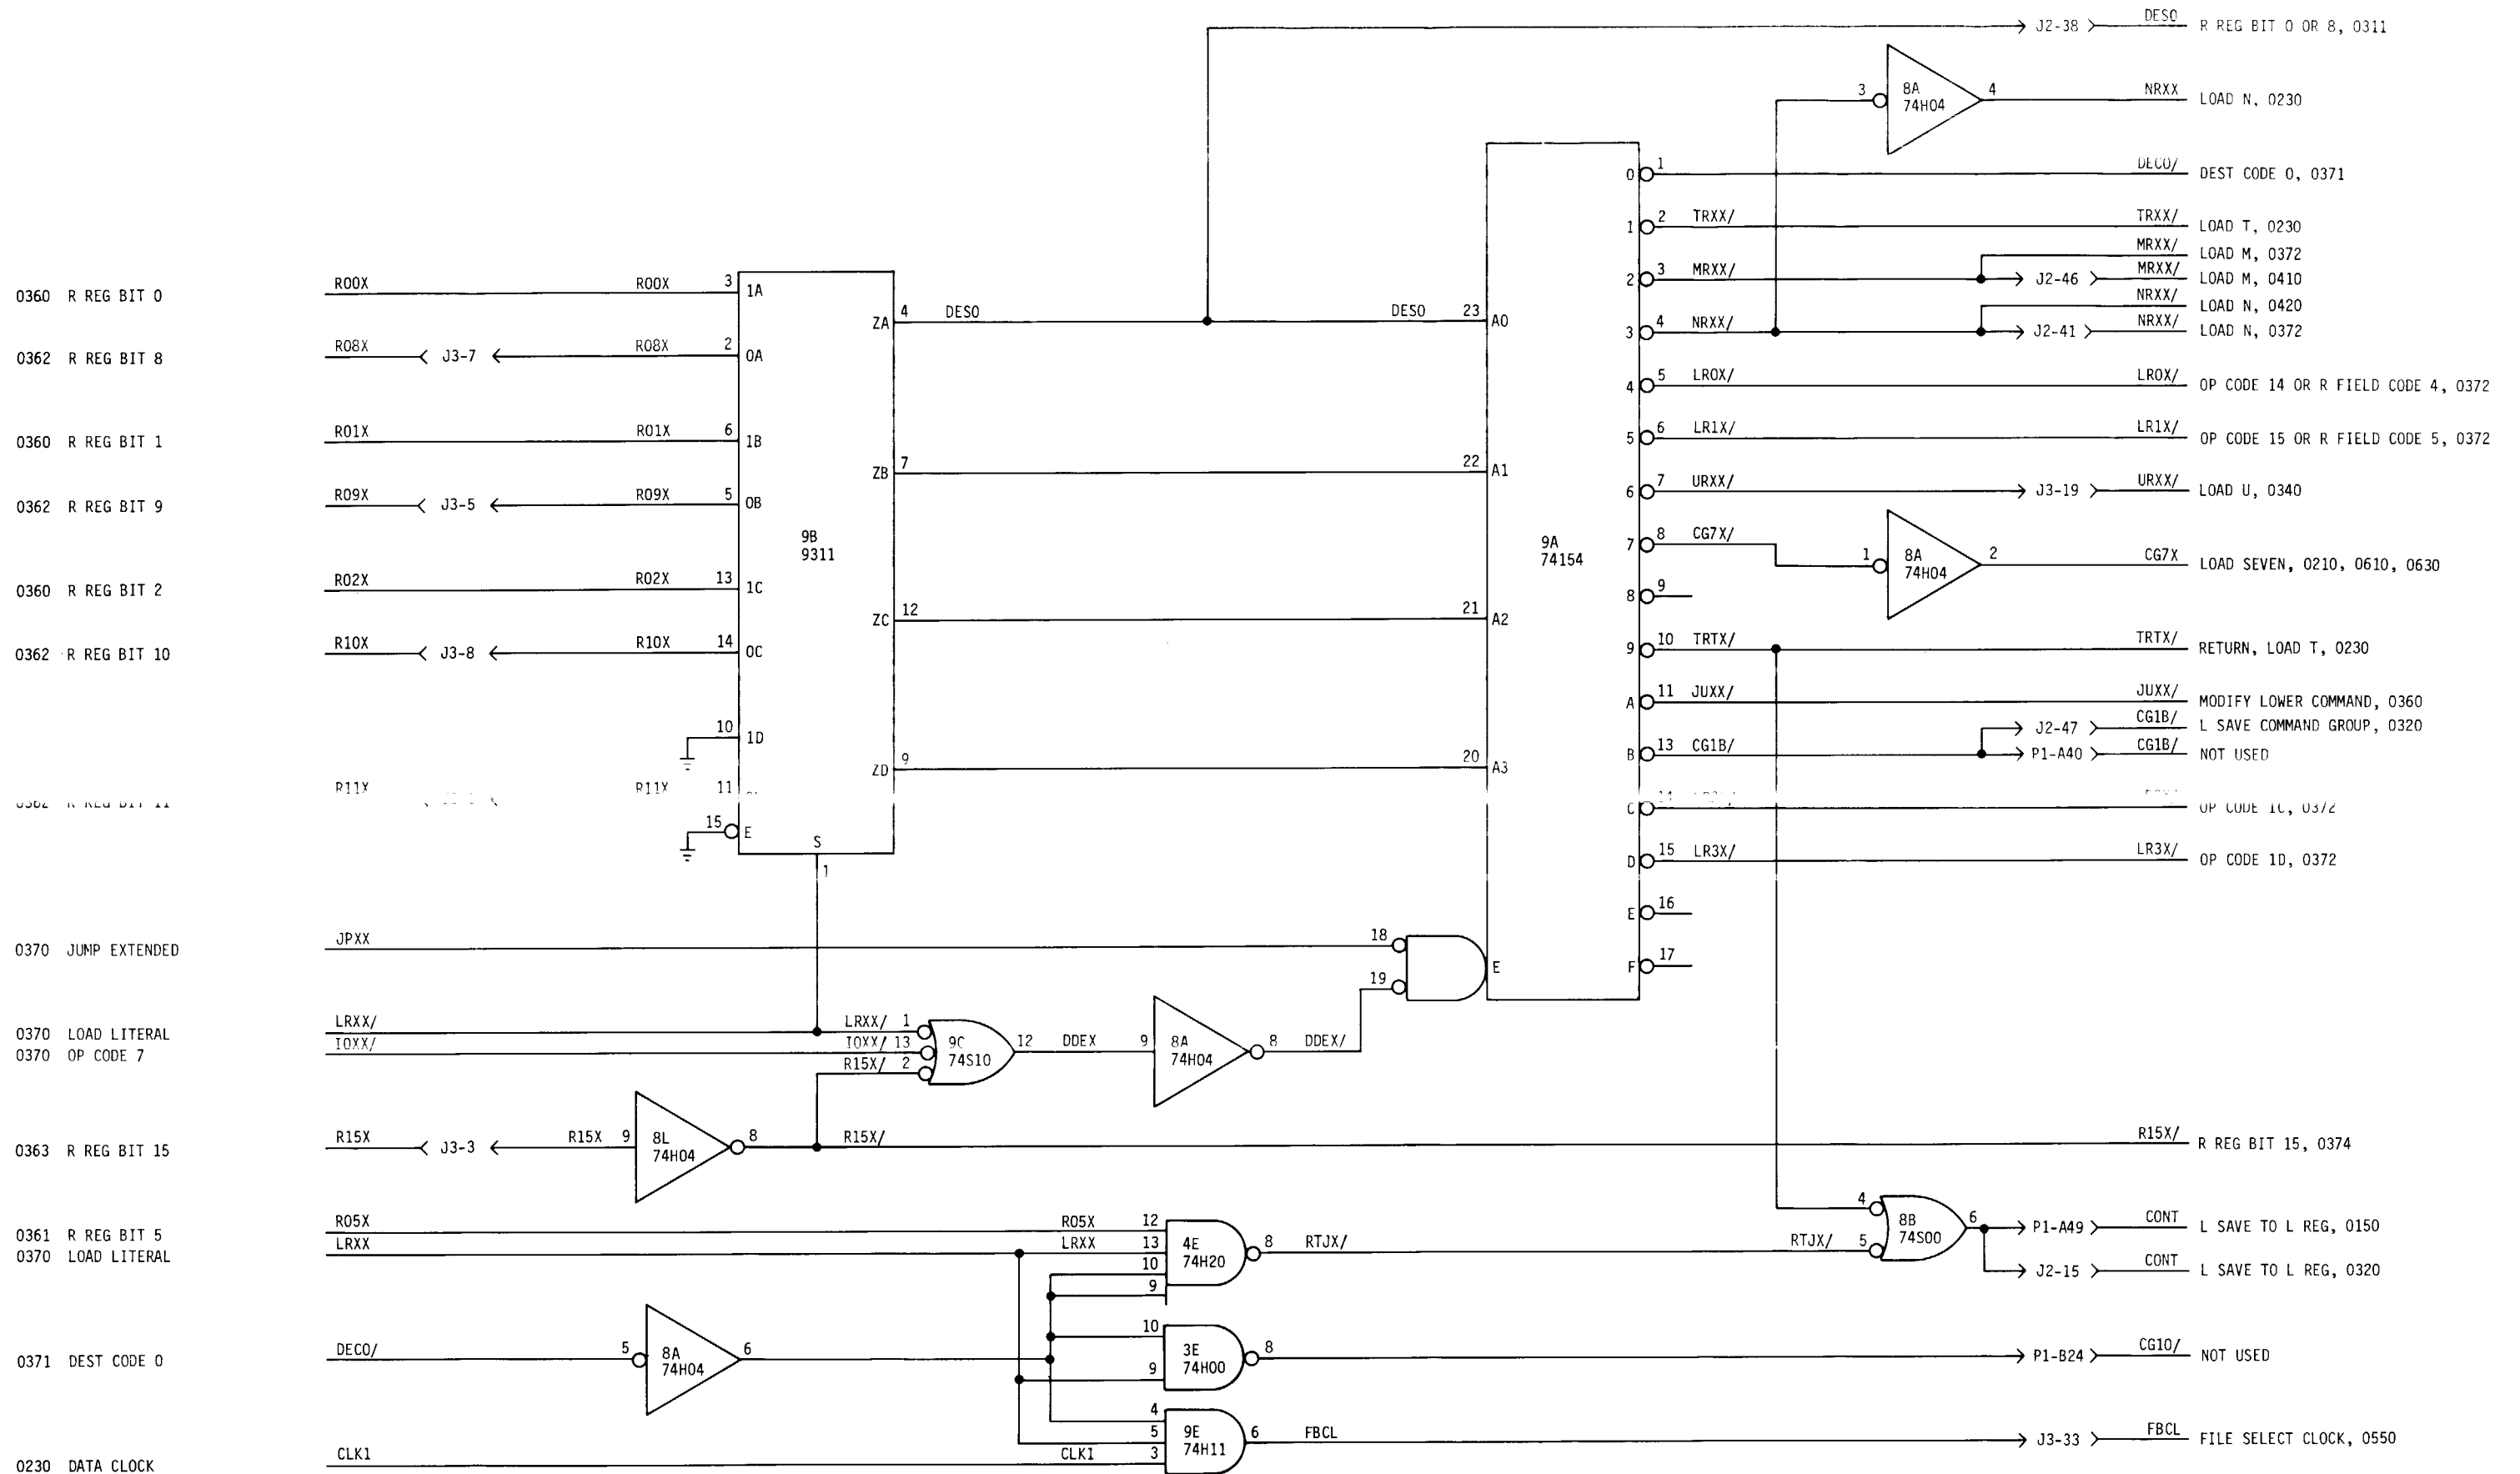 J2-38 DESO R REG BIT 0 OR 8, 0311
3 8A 74H04 4 NRXX LOAD N, 0230
0 1 DECO/ DEST CODE 0, 0371
1 2 TRXX/ TRXX/ LOAD T, 0230
MRXX/ LOAD M, 0372
2 3 MRXX/ J2-46 MRXX/ LOAD M, 0410
NRXX/ LOAD N, 0420
3 4 NRXX/ J2-41 NRXX/ LOAD N, 0372
4 5 LR0X/ LR0X/ OP CODE 14 OR R FIELD CODE 4, 0372
5 6 LR1X/ LR1X/ OP CODE 15 OR R FIELD CODE 5, 0372
6 7 URXX/ J3-19 URXX/ LOAD U, 0340
7 8 CG7X/ 1 8A 74H04 2 CG7X LOAD SEVEN, 0210, 0610, 0630
8 9
9 10 TRTX/ TRTX/ RETURN, LOAD T, 0230
A 11 JUXX/ JUXX/ MODIFY LOWER COMMAND, 0360
J2-47 CG1B/ L SAVE COMMAND GROUP, 0320
B 13 CG1B/ P1-A40 CG1B/ NOT USED
C OP CODE 1C, 0372
D 15 LR3X/ LR3X/ OP CODE 1D, 0372
E 16
F 17
9A
74154
0360 R REG BIT 0 R00X R00X 3 1A
ZA 4 DESO DESO 23 A0
0362 R REG BIT 8 R08X J3-7 R08X 2 0A
0360 R REG BIT 1 R01X R01X 6 1B
ZB 7 22 A1
0362 R REG BIT 9 R09X J3-5 R09X 5 0B
9B
9311
0360 R REG BIT 2 R02X R02X 13 1C
ZC 12 21 A2
0362 R REG BIT 10 R10X J3-8 R10X 14 0C
10 1D
ZD 9 20 A3
R REG BIT 11 R11X R11X 11
15 E
S
1
0370 JUMP EXTENDED JPXX 18
19 E
0370 LOAD LITERAL LRXX/ LRXX/ 1
0370 OP CODE 7 IOXX/ IOXX/ 13
R15X/ 2
9C 74S10 12 DDEX 9 8A 74H04 8 DDEX/
0363 R REG BIT 15 R15X J3-3 R15X 9 8L 74H04 8 R15X/ R15X/ R REG BIT 15, 0374
0361 R REG BIT 5 R05X R05X 12
0370 LOAD LITERAL LRXX LRXX 13
10
9
4E 74H20 8 RTJX/ RTJX/ 5
4
8B 74S00 6 P1-A49 CONT L SAVE TO L REG, 0150
J2-15 CONT L SAVE TO L REG, 0320
0371 DEST CODE 0 DECO/ 5 8A 74H04 6
10
9
3E 74H00 8 P1-B24 CG10/ NOT USED
4
5
9E 74H11 6 FBCL J3-33 FBCL FILE SELECT CLOCK, 0550
0230 DATA CLOCK CLK1 CLK1 3